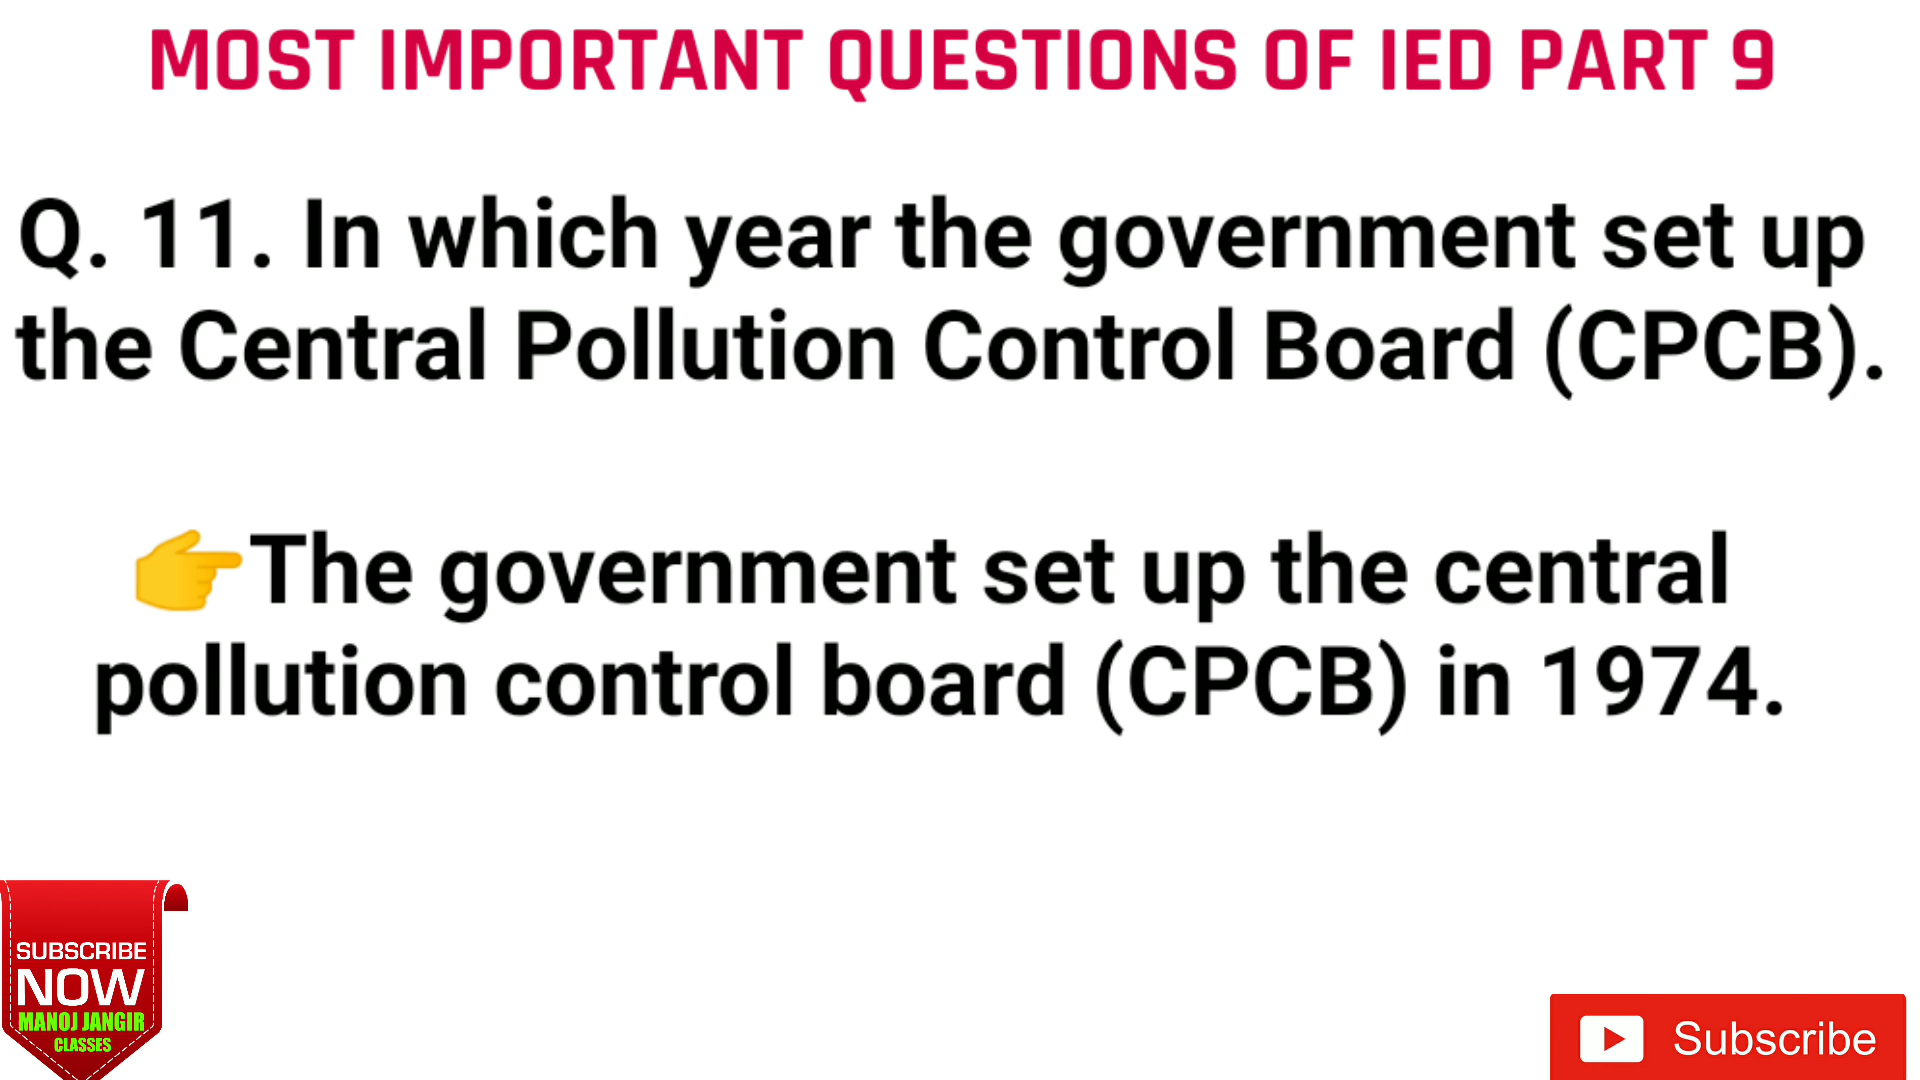 MOST IMPORTANT QUESTIONS OF IED PART 9
Q. 11. In which year the government set up
the Central Pollution Control Board (CPCB).
👉The government set up the central
pollution control board (CPCB) in 1974.
SUBSCRIBE
NOW
MANOJ JANGIR
CLASSES
Subscribe